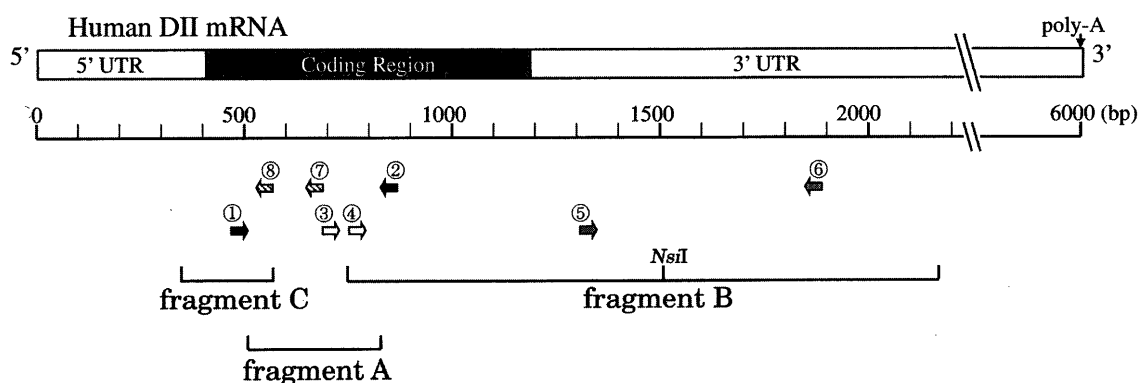 Human DII mRNA
poly-A
5' 5' UTR Coding Region 3' UTR 3'
0 500 1000 1500 2000 6000 (bp)
⑧ ⑦ ② ⑥
① ③ ④ ⑤
NsiI
fragment C fragment B
fragment A